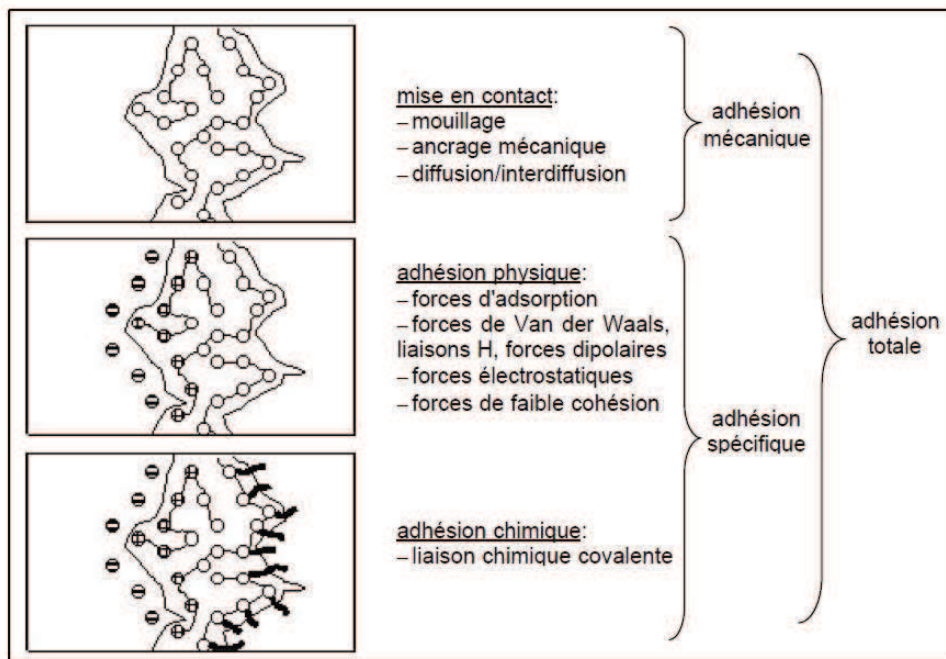 mise en contact:
– mouillage
– ancrage mécanique
– diffusion/interdiffusion
adhésion
mécanique
adhésion physique:
– forces d'adsorption
– forces de Van der Waals,
liaisons H, forces dipolaires
– forces électrostatiques
– forces de faible cohésion
adhésion chimique:
– liaison chimique covalente
adhésion
spécifique
adhésion
totale